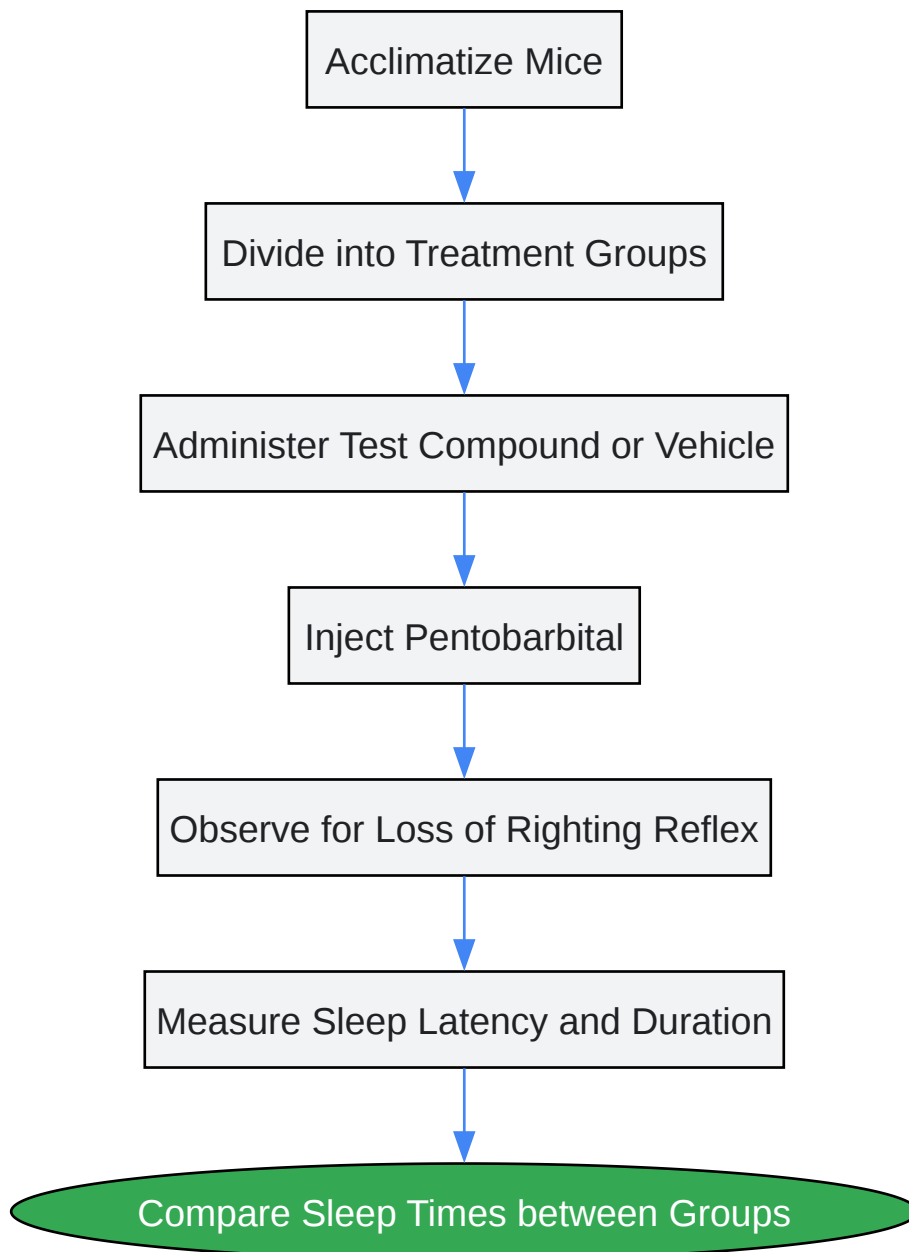 Acclimatize Mice
Divide into Treatment Groups
Administer Test Compound or Vehicle
Inject Pentobarbital
Observe for Loss of Righting Reflex
Measure Sleep Latency and Duration
Compare Sleep Times between Groups